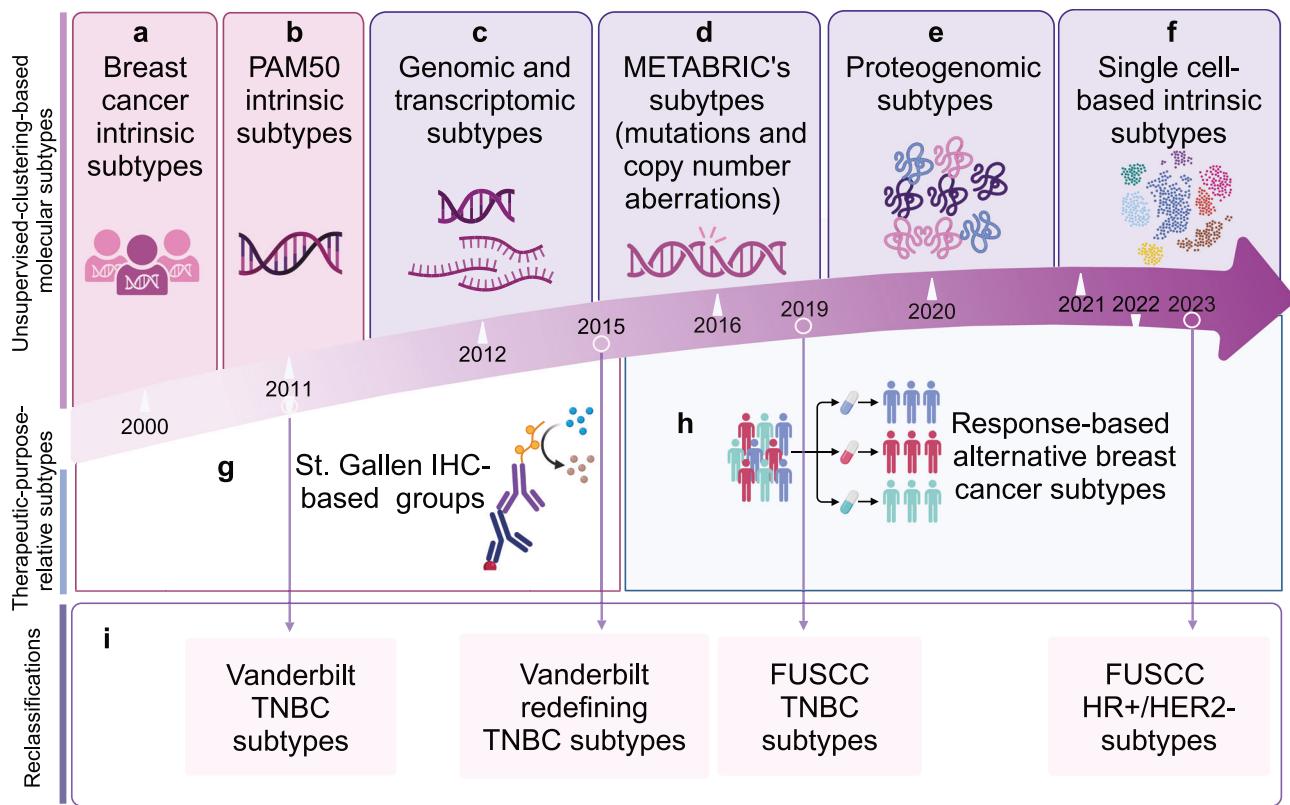 Unsupervised-clustering-based
molecular subtypes
a
Breast
cancer
intrinsic
subtypes
b
PAM50
intrinsic
subtypes
c
Genomic and
transcriptomic
subtypes
d
METABRIC's
subytpes
(mutations and
copy number
aberrations)
e
Proteogenomic
subtypes
f
Single cell-
based intrinsic
subtypes
2000
2011
2012
2015
2016
2019
2020
2021
2022
2023
Therapeutic-purpose-
relative subtypes
g
St. Gallen IHC-
based groups
h
Response-based
alternative breast
cancer subtypes
Reclassifications
i
Vanderbilt
TNBC
subtypes
Vanderbilt
redefining
TNBC subtypes
FUSCC
TNBC
subtypes
FUSCC
HR+/HER2-
subtypes